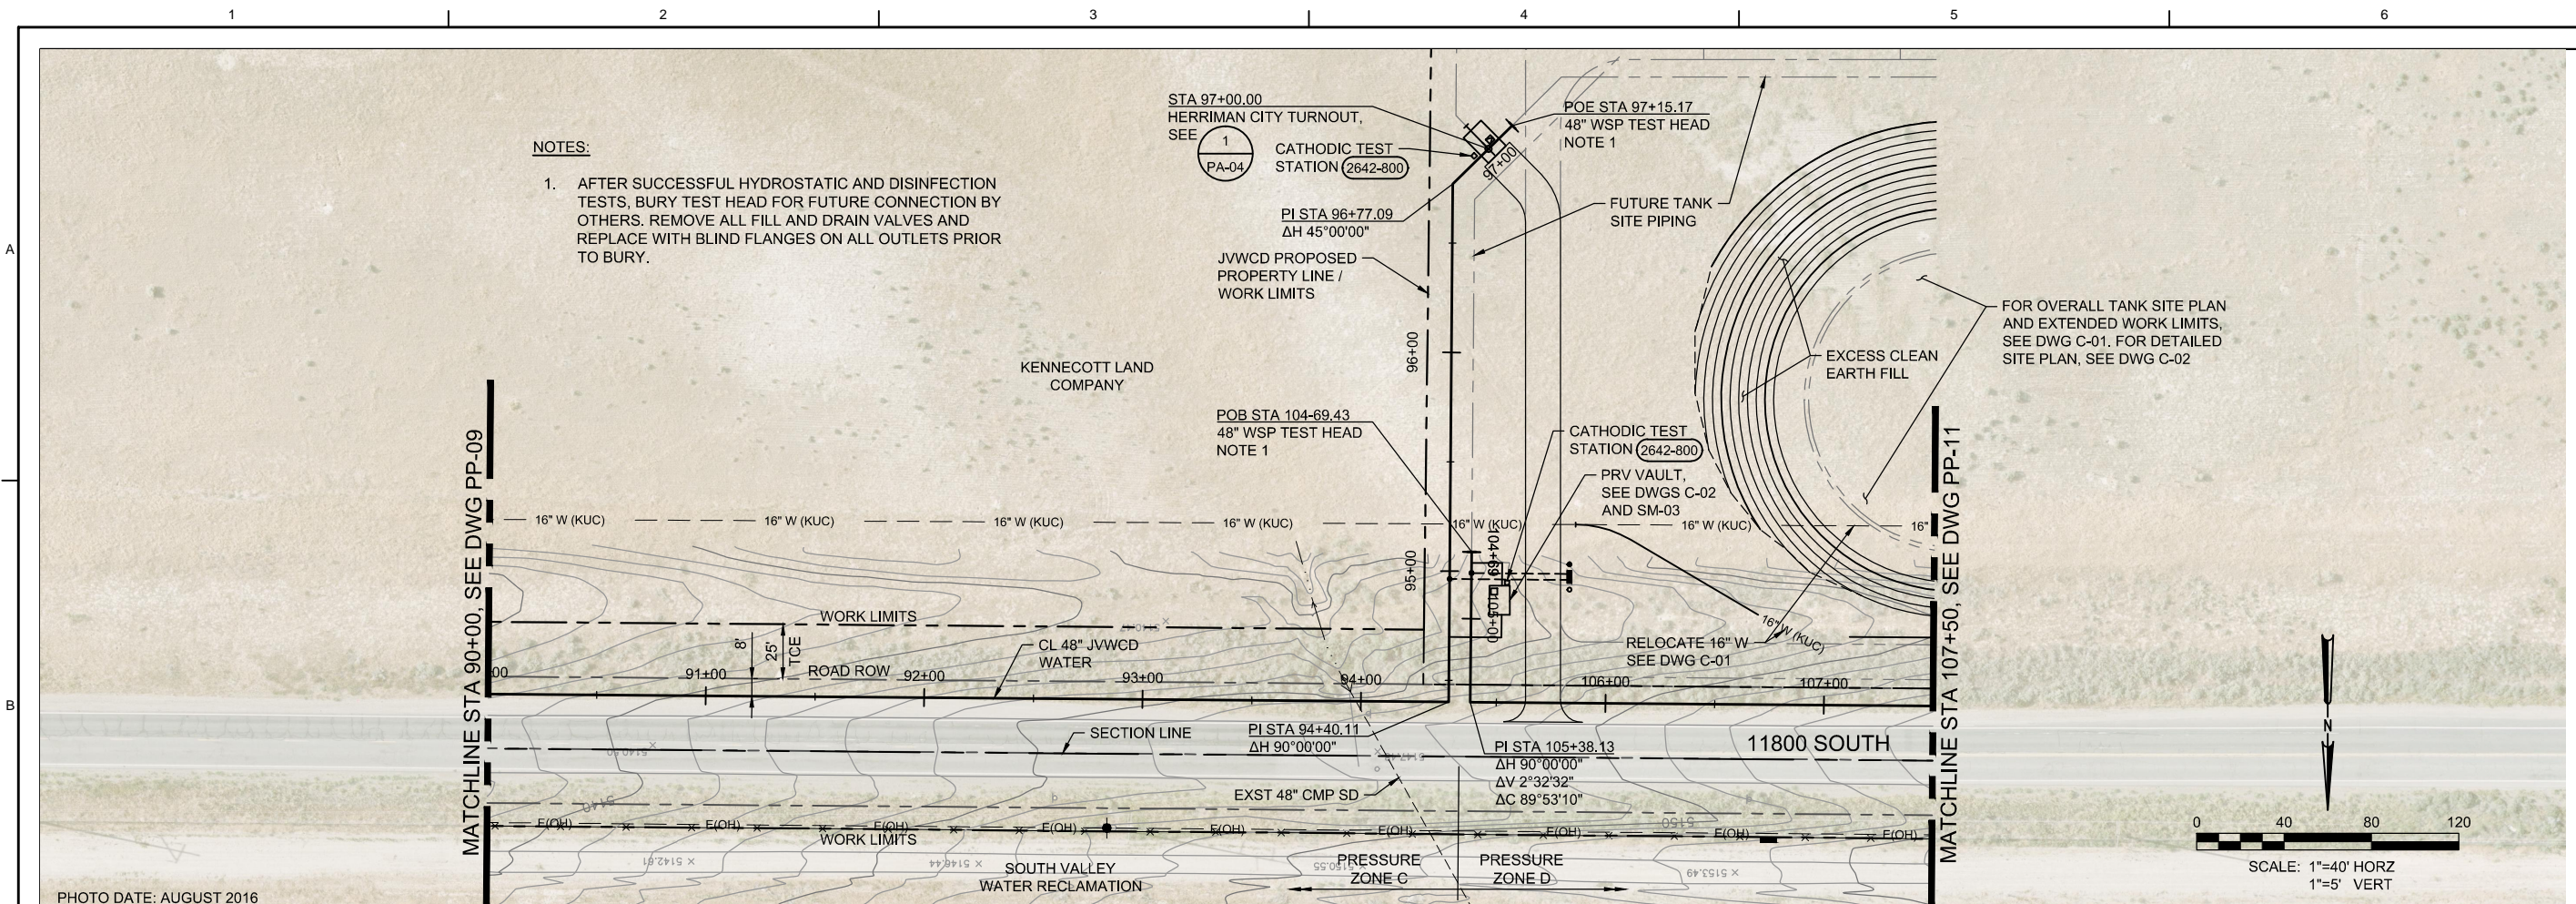 1 2 3 4 5 6
A
B
NOTES:
1. AFTER SUCCESSFUL HYDROSTATIC AND DISINFECTION
TESTS, BURY TEST HEAD FOR FUTURE CONNECTION BY
OTHERS. REMOVE ALL FILL AND DRAIN VALVES AND
REPLACE WITH BLIND FLANGES ON ALL OUTLETS PRIOR
TO BURY.
STA 97+00.00
HERRIMAN CITY TURNOUT,
SEE
1
PA-04
CATHODIC TEST
STATION 2642-800
POE STA 97+15.17
48" WSP TEST HEAD
NOTE 1
97+00
PI STA 96+77.09
ΔH 45°00'00"
FUTURE TANK
SITE PIPING
JVWCD PROPOSED
PROPERTY LINE /
WORK LIMITS
96+00
KENNECOTT LAND
COMPANY
FOR OVERALL TANK SITE PLAN
AND EXTENDED WORK LIMITS,
SEE DWG C-01. FOR DETAILED
SITE PLAN, SEE DWG C-02
EXCESS CLEAN
EARTH FILL
POB STA 104-69.43
48" WSP TEST HEAD
NOTE 1
CATHODIC TEST
STATION 2642-800
PRV VAULT,
SEE DWGS C-02
AND SM-03
MATCHLINE STA 90+00, SEE DWG PP-09
MATCHLINE STA 107+50, SEE DWG PP-11
16" W (KUC) 16" W (KUC) 16" W (KUC) 16" W (KUC) 16" W (KUC) 16" W (KUC) 16"
104+69
95+00
105+00
16" W (KUC)
WORK LIMITS
8'
25'
TCE
CL 48" JVWCD
WATER
RELOCATE 16" W
SEE DWG C-01
ROAD ROW
00 91+00 92+00 93+00 94+00 106+00 107+00
SECTION LINE
PI STA 94+40.11
ΔH 90°00'00"
PI STA 105+38.13
ΔH 90°00'00"
ΔV 2°32'32"
ΔC 89°53'10"
11800 SOUTH
N
5140.50
5140
EXST 48" CMP SD
5150
E(OH) E(OH) E(OH) E(OH) E(OH) E(OH) E(OH) E(OH) E(OH)
WORK LIMITS
5142.61
5146.44
5150.55
5153.49
SOUTH VALLEY
WATER RECLAMATION
PRESSURE
ZONE C
PRESSURE
ZONE D
0 40 80 120
SCALE: 1"=40' HORZ
1"=5' VERT
PHOTO DATE: AUGUST 2016